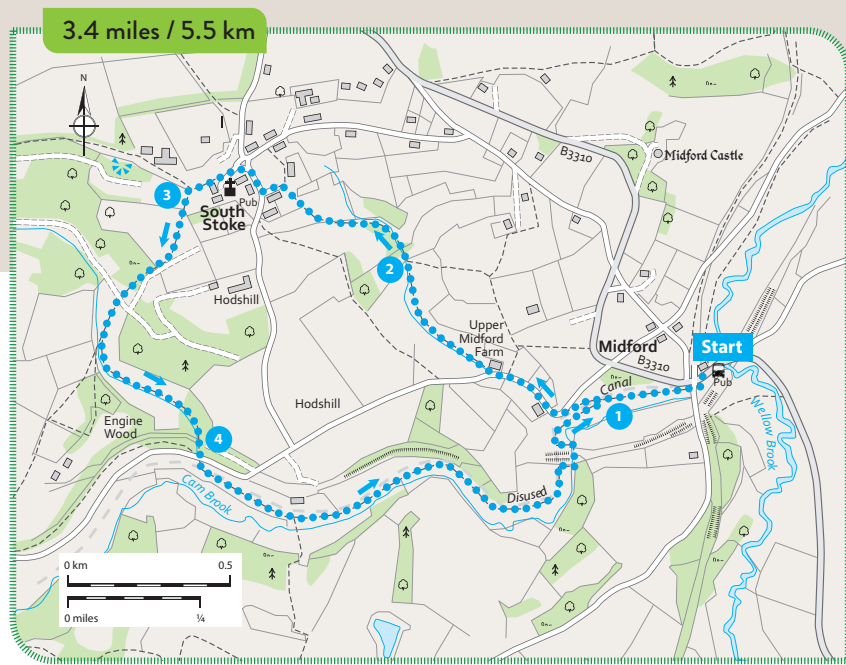 3.4 miles / 5.5 km
N
B3310
Midford Castle
3
Pub
South
Stoke
2
Hodshill
Upper
Midford
Farm
Midford
Start
B3310
Pub
Canal
Hodshill
1
Wellow Brook
Engine
Wood
4
Cam Brook
Disused
0 km
0.5
0 miles
¼